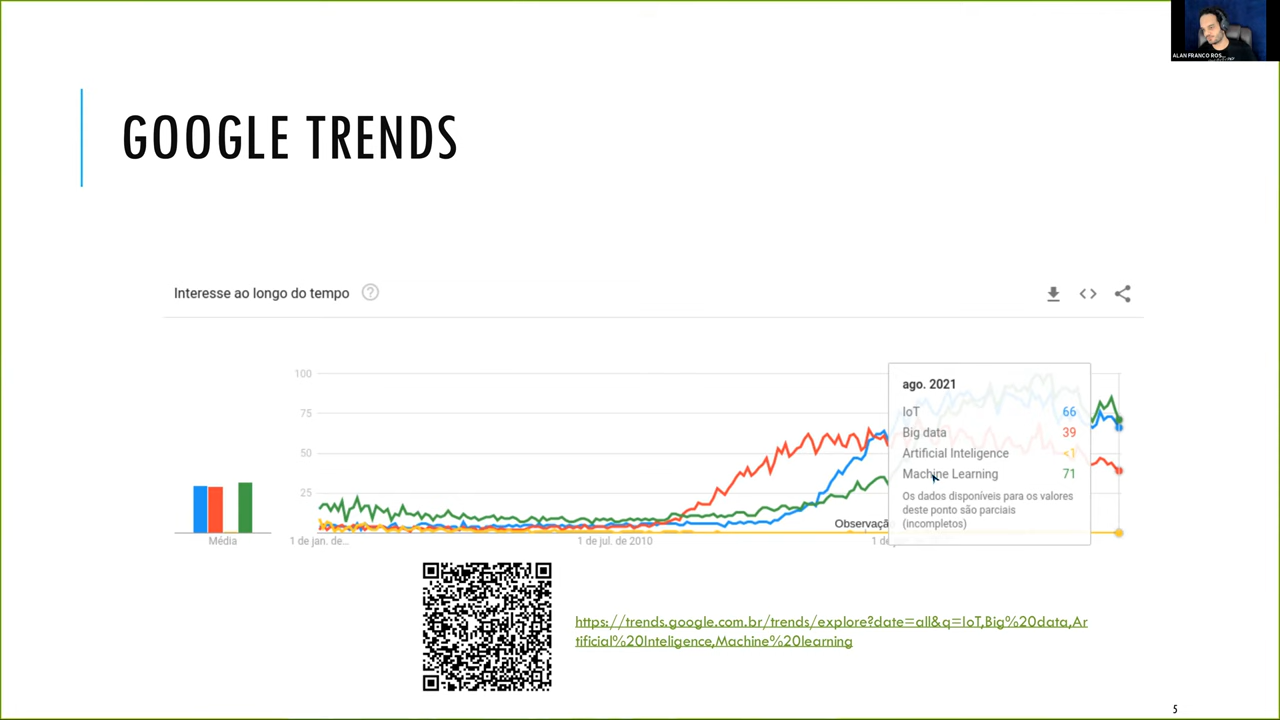 ALAN FRANCO ROS...
GOOGLE TRENDS
Interesse ao longo do tempo
100
75
50
25
ago. 2021
IoT 66
Big data 39
Artificial Inteligence <1
Machine Learning 71
Os dados disponíveis para os valores
deste ponto são parciais
(incompletos)
Observaçã
Média
1 de jan. de...
1 de jul. de 2010
https://trends.google.com.br/trends/explore?date=all&q=IoT,Big%20data,Ar
tificial%20Inteligence,Machine%20learning
5